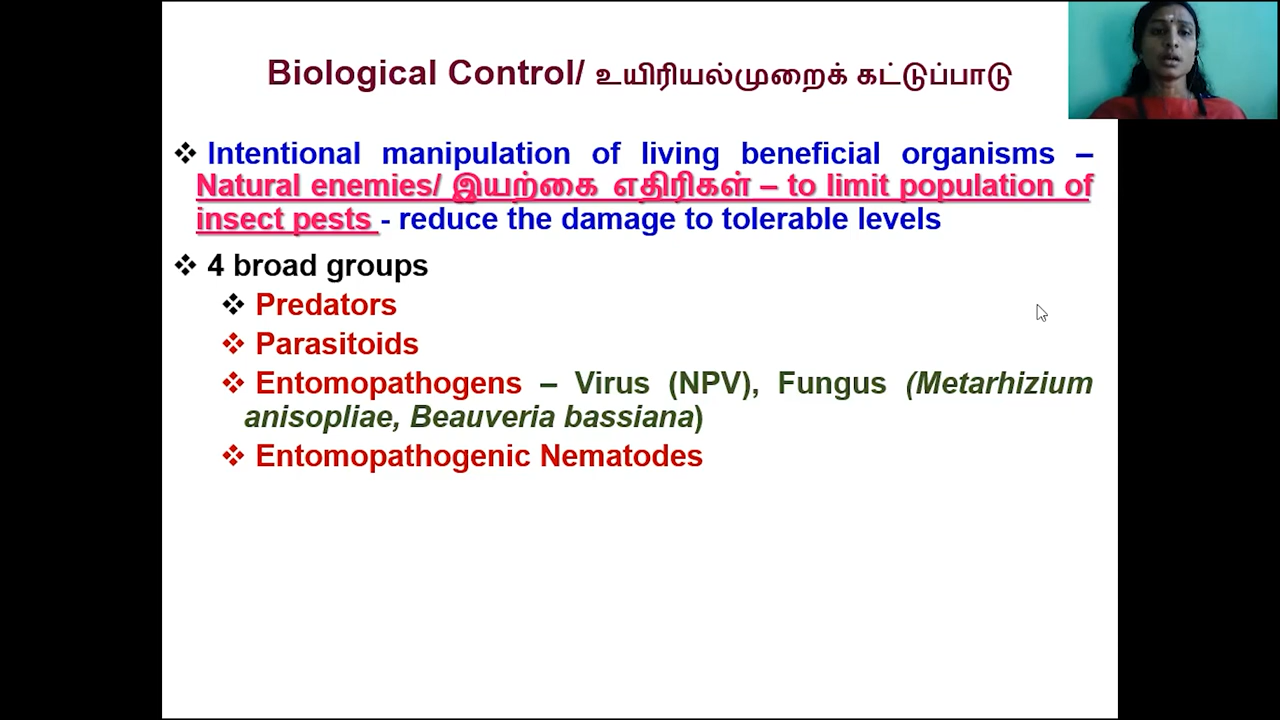 Biological Control/ உயிரியல்முறைக் கட்டுப்பாடு
Intentional manipulation of living beneficial organisms –
Natural enemies/ இயற்கை எதிரிகள் – to limit population of
insect pests - reduce the damage to tolerable levels
4 broad groups
Predators
Parasitoids
Entomopathogens – Virus (NPV), Fungus (Metarhizium
anisopliae, Beauveria bassiana)
Entomopathogenic Nematodes